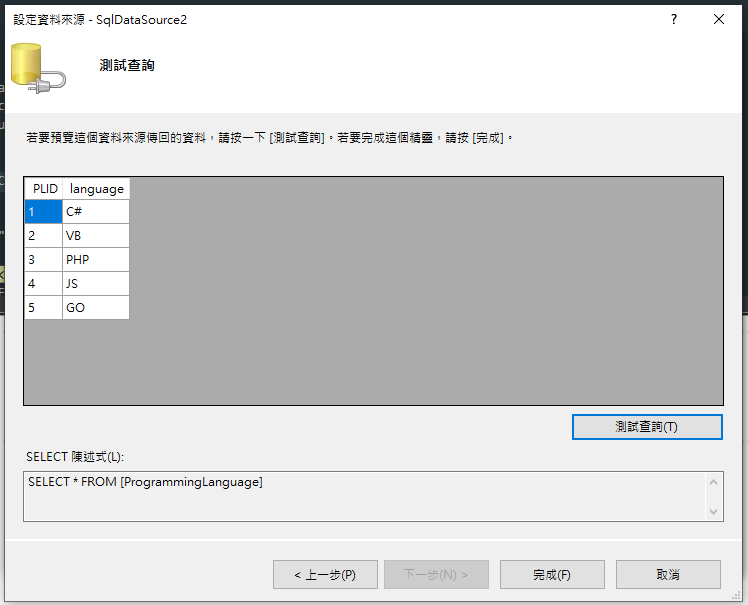 設定資料來源 - SqlDataSource2
測試查詢
若要預覽這個資料來源傳回的資料，請按一下 [測試查詢]。若要完成這個精靈，請按 [完成]。
PLID language
1 C#
2 VB
3 PHP
4 JS
5 GO
測試查詢(T)
SELECT 陳述式(L):
SELECT * FROM [ProgrammingLanguage]
< 上一步(P) 下一步(N) > 完成(F) 取消